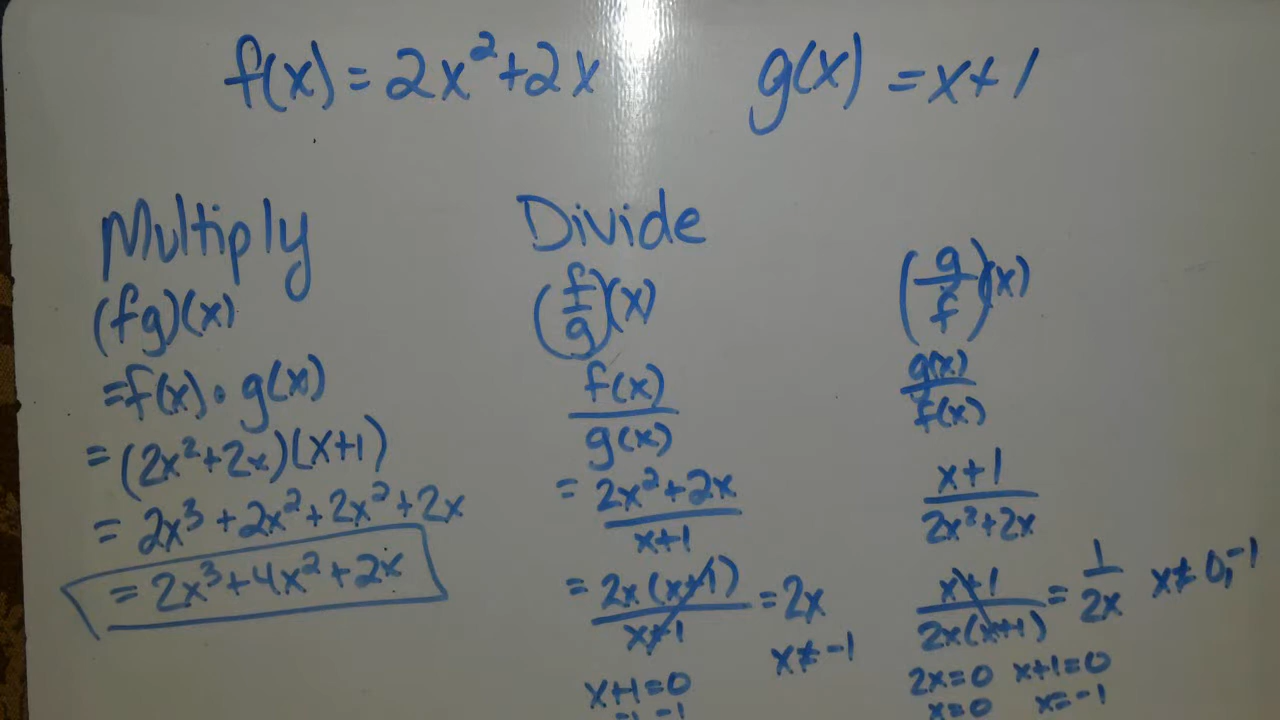 f(x) = 2x²+2x    g(x) = x+1
Multiply
(fg)(x)
=f(x)·g(x)
= (2x²+2x)(x+1)
= 2x³+2x²+2x²+2x
= 2x³+4x²+2x
Divide
(f/g)(x)
f(x)/g(x)
= (2x²+2x)/(x+1)
= 2x(x+1)/(x+1) = 2x
x≠-1
x+1=0
-1 -1
(g/f)(x)
g(x)/f(x)
(x+1)/(2x²+2x)
(x+1)/(2x(x+1)) = 1/(2x)  x≠0,-1
2x=0  x+1=0
x=0  x=-1